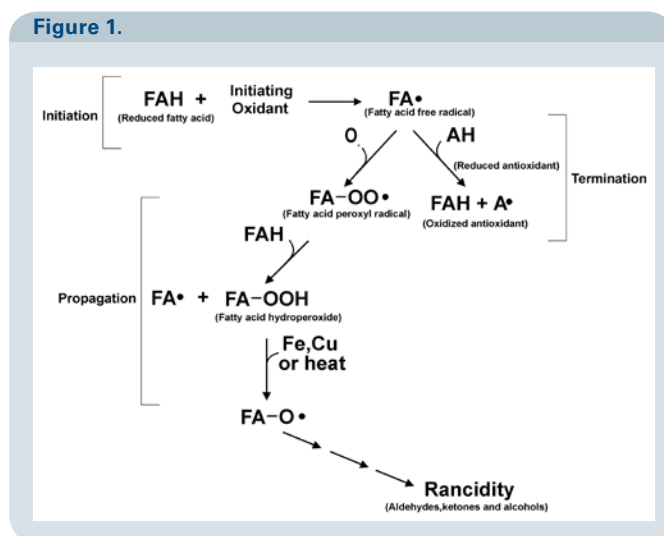 Figure 1.
Initiation
FAH +
(Reduced fatty acid)
Initiating
Oxidant
FA•
(Fatty acid free radical)
O
AH
(Reduced antioxidant)
Termination
FA–OO•
(Fatty acid peroxyl radical)
FAH + A•
(Oxidized antioxidant)
FAH
Propagation
FA• + FA–OOH
(Fatty acid hydroperoxide)
Fe,Cu
or heat
FA–O•
Rancidity
(Aldehydes,ketones and alcohols)